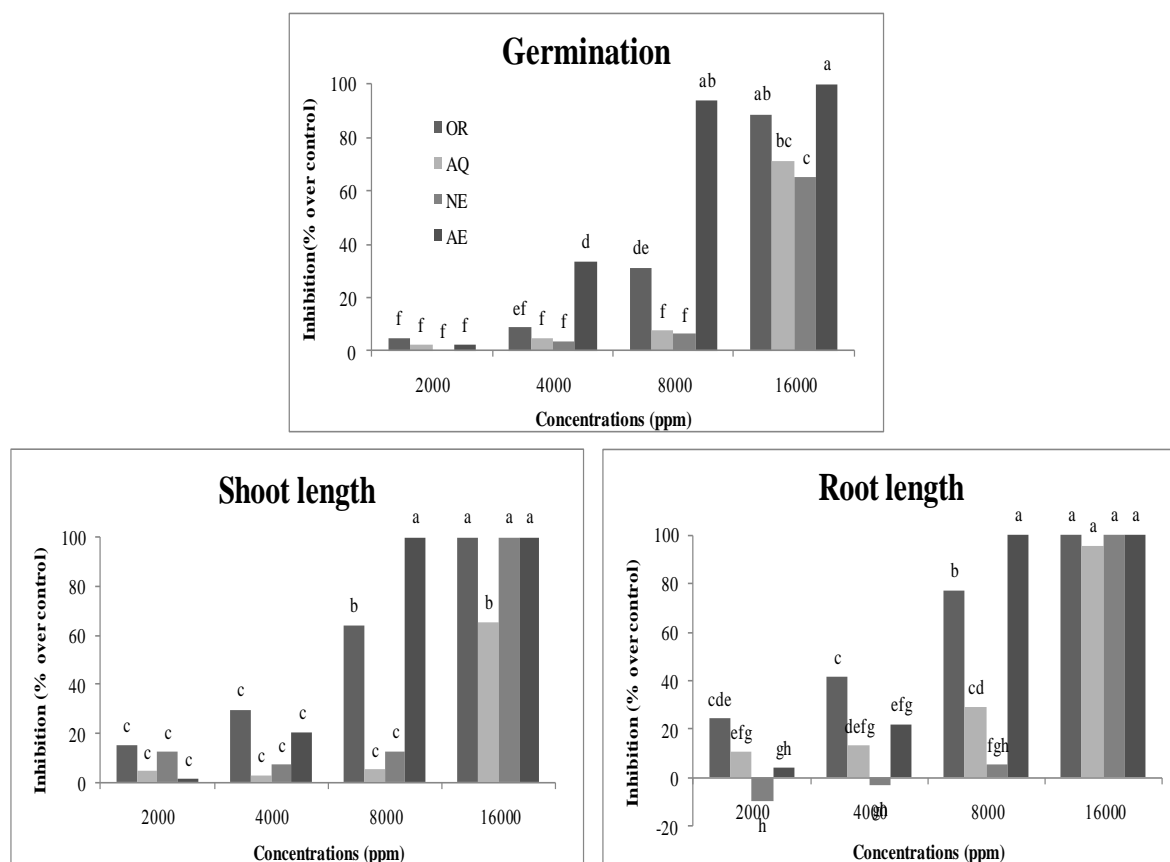 Germination
Inhibition(% over control)
100
80
60
40
20
0
OR
AQ
NE
AE
f f f f
ef f f d
de f f ab
ab bc c a
2000 4000 8000 16000
Concentrations (ppm)
Shoot length
Inhibition (% over control)
100
80
60
40
20
0
c c c c
c c c c
b c c a
a b a a
2000 4000 8000 16000
Concentrations (ppm)
Root length
Inhibition (% over control)
100
80
60
40
20
0
-20
cde efg h gh
c defg gh efg
b cd fgh a
a a a a
2000 4000 8000 16000
Concentrations (ppm)